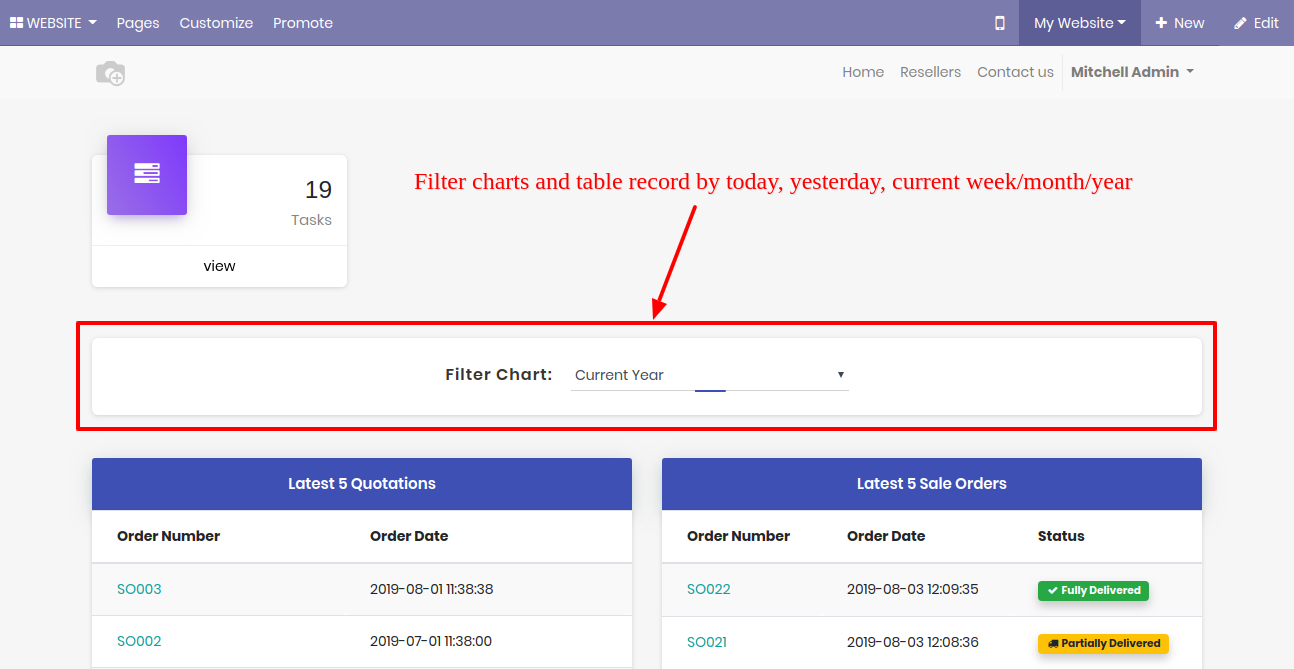 WEBSITE Pages Customize Promote My Website New Edit
Home Resellers Contact us Mitchell Admin
19
Tasks
view
Filter charts and table record by today, yesterday, current week/month/year
Filter Chart: Current Year
Latest 5 Quotations
Order Number Order Date
SO003 2019-08-01 11:38:38
SO002 2019-07-01 11:38:00
Latest 5 Sale Orders
Order Number Order Date Status
SO022 2019-08-03 12:09:35 Fully Delivered
SO021 2019-08-03 12:08:36 Partially Delivered